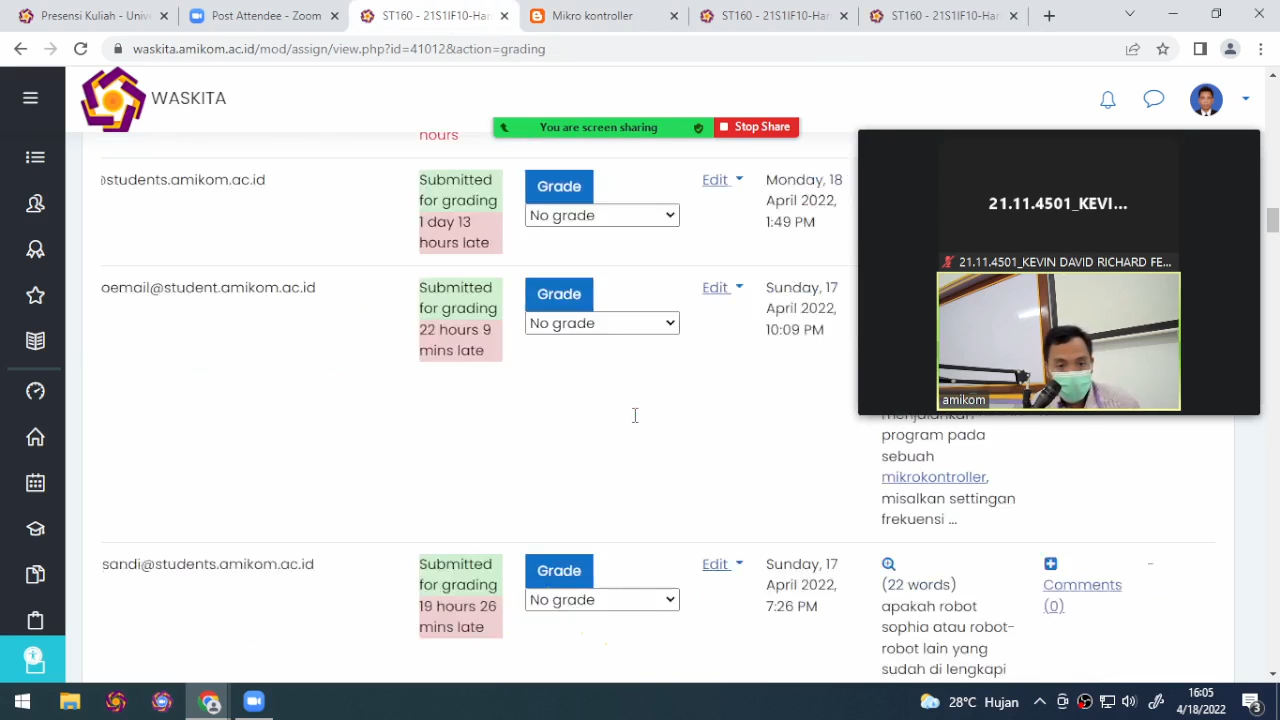 Presensi Kuliah - Univer
Post Attendee - Zoom
ST160 - 21S1IF10-Har
Mikro kontroller
ST160 - 21S1IF10-Har
ST160 - 21S1IF10-Har
waskita.amikom.ac.id/mod/assign/view.php?id=41012&action=grading
WASKITA
You are screen sharing
Stop Share
hours
students.amikom.ac.id
Submitted
for grading
1 day 13
hours late
Grade
No grade
Edit
Monday, 18
April 2022,
1:49 PM
oemail@student.amikom.ac.id
Submitted
for grading
22 hours 9
mins late
Grade
No grade
Edit
Sunday, 17
April 2022,
10:09 PM
21.11.4501_KEVI...
21.11.4501_KEVIN DAVID RICHARD FE...
amikom
program pada
sebuah
mikrokontroller,
misalkan settingan
frekuensi ...
sandi@students.amikom.ac.id
Submitted
for grading
19 hours 26
mins late
Grade
No grade
Edit
Sunday, 17
April 2022,
7:26 PM
(22 words)
apakah robot
sophia atau robot-
robot lain yang
sudah di lengkapi
Comments
(0)
-
28°C Hujan
16:05
4/18/2022
3